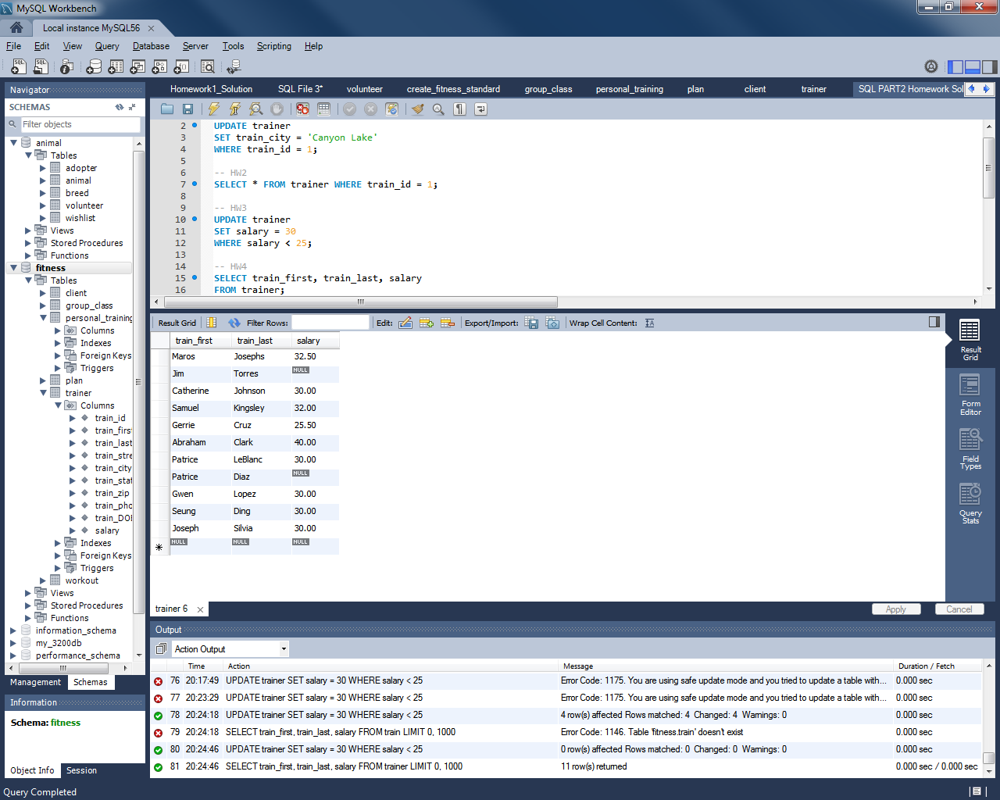 MySQL Workbench
Local instance MySQL56
File Edit View Query Database Server Tools Scripting Help
Navigator
SCHEMAS
Filter objects
animal
Tables
adopter
animal
breed
volunteer
wishlist
Views
Stored Procedures
Functions
fitness
Tables
client
group_class
personal_training
Columns
Indexes
Foreign Keys
Triggers
plan
trainer
Columns
train_id
train_firs
train_last
train_stre
train_city
train_stat
train_zip
train_pho
train_DOI
salary
Indexes
Foreign Keys
Triggers
workout
Views
Stored Procedures
Functions
information_schema
my_3200db
performance_schema
Management Schemas
Information
Schema: fitness
Object Info Session
Homework1_Solution SQL File 3* volunteer create_fitness_standard group_class personal_training plan client trainer SQL PART2 Homework Sol
2 UPDATE trainer
3 SET train_city = 'Canyon Lake'
4 WHERE train_id = 1;
5
6 -- HW2
7 SELECT * FROM trainer WHERE train_id = 1;
8
9 -- HW3
10 UPDATE trainer
11 SET salary = 30
12 WHERE salary < 25;
13
14 -- HW4
15 SELECT train_first, train_last, salary
16 FROM trainer;
Result Grid Filter Rows: Edit: Export/Import: Wrap Cell Content:
train_first train_last salary
Maros Josephs 32.50
Jim Torres NULL
Catherine Johnson 30.00
Samuel Kingsley 32.00
Gerrie Cruz 25.50
Abraham Clark 40.00
Patrice LeBlanc 30.00
Patrice Diaz NULL
Gwen Lopez 30.00
Seung Ding 30.00
Joseph Silvia 30.00
NULL NULL NULL
Result
Grid
Form
Editor
Field
Types
Query
Stats
trainer 6
Apply Cancel
Output
Action Output
Time Action Message Duration / Fetch
76 20:17:49 UPDATE trainer SET salary = 30 WHERE salary < 25 Error Code: 1175. You are using safe update mode and you tried to update a table with... 0.000 sec
77 20:23:29 UPDATE trainer SET salary = 30 WHERE salary < 25 Error Code: 1175. You are using safe update mode and you tried to update a table with... 0.000 sec
78 20:24:18 UPDATE trainer SET salary = 30 WHERE salary < 25 4 row(s) affected Rows matched: 4 Changed: 4 Warnings: 0 0.000 sec
79 20:24:18 SELECT train_first, train_last, salary FROM train LIMIT 0, 1000 Error Code: 1146. Table 'fitness.train' doesn't exist 0.000 sec
80 20:24:46 UPDATE trainer SET salary = 30 WHERE salary < 25 0 row(s) affected Rows matched: 0 Changed: 0 Warnings: 0 0.000 sec
81 20:24:46 SELECT train_first, train_last, salary FROM trainer LIMIT 0, 1000 11 row(s) returned 0.000 sec / 0.000 sec
Query Completed